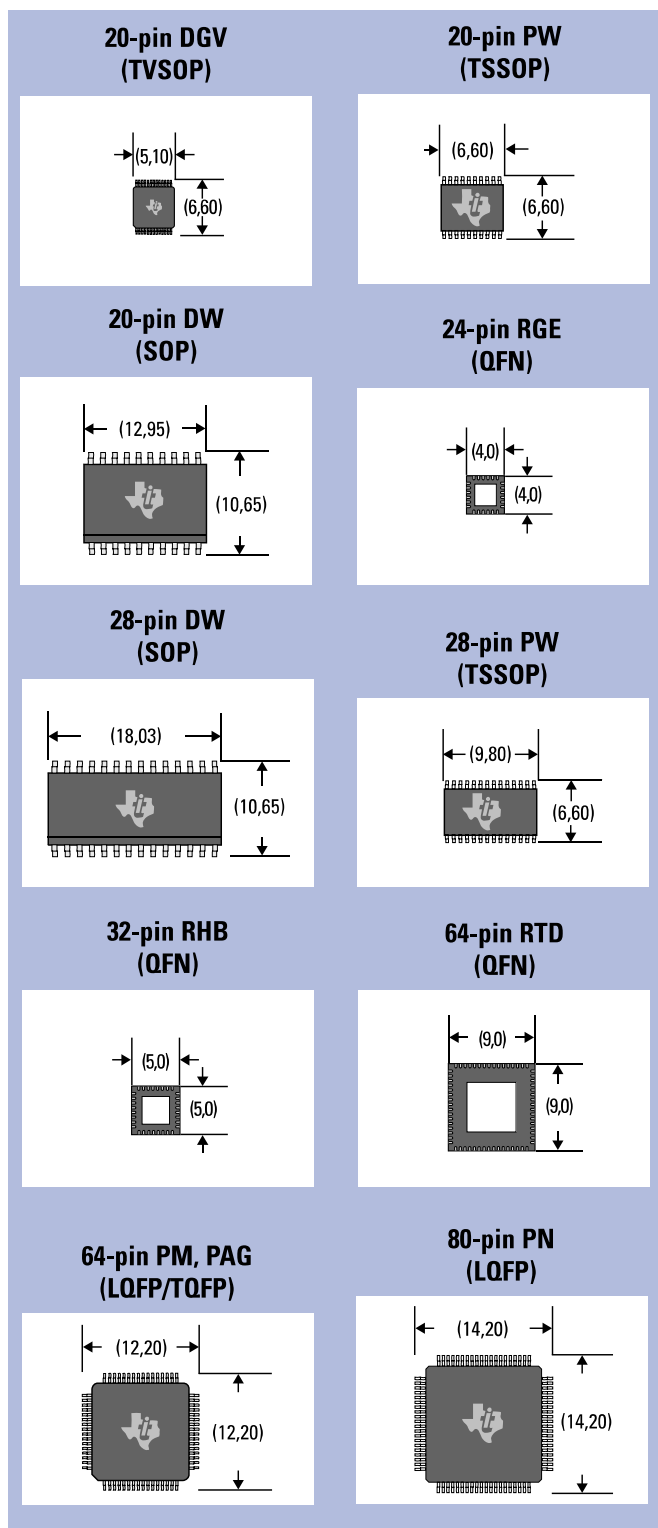 20-pin DGV
(TVSOP)
(5,10)
(6,60)
20-pin PW
(TSSOP)
(6,60)
(6,60)
20-pin DW
(SOP)
(12,95)
(10,65)
24-pin RGE
(QFN)
(4,0)
(4,0)
28-pin DW
(SOP)
(18,03)
(10,65)
28-pin PW
(TSSOP)
(9,80)
(6,60)
32-pin RHB
(QFN)
(5,0)
(5,0)
64-pin RTD
(QFN)
(9,0)
(9,0)
64-pin PM, PAG
(LQFP/TQFP)
(12,20)
(12,20)
80-pin PN
(LQFP)
(14,20)
(14,20)